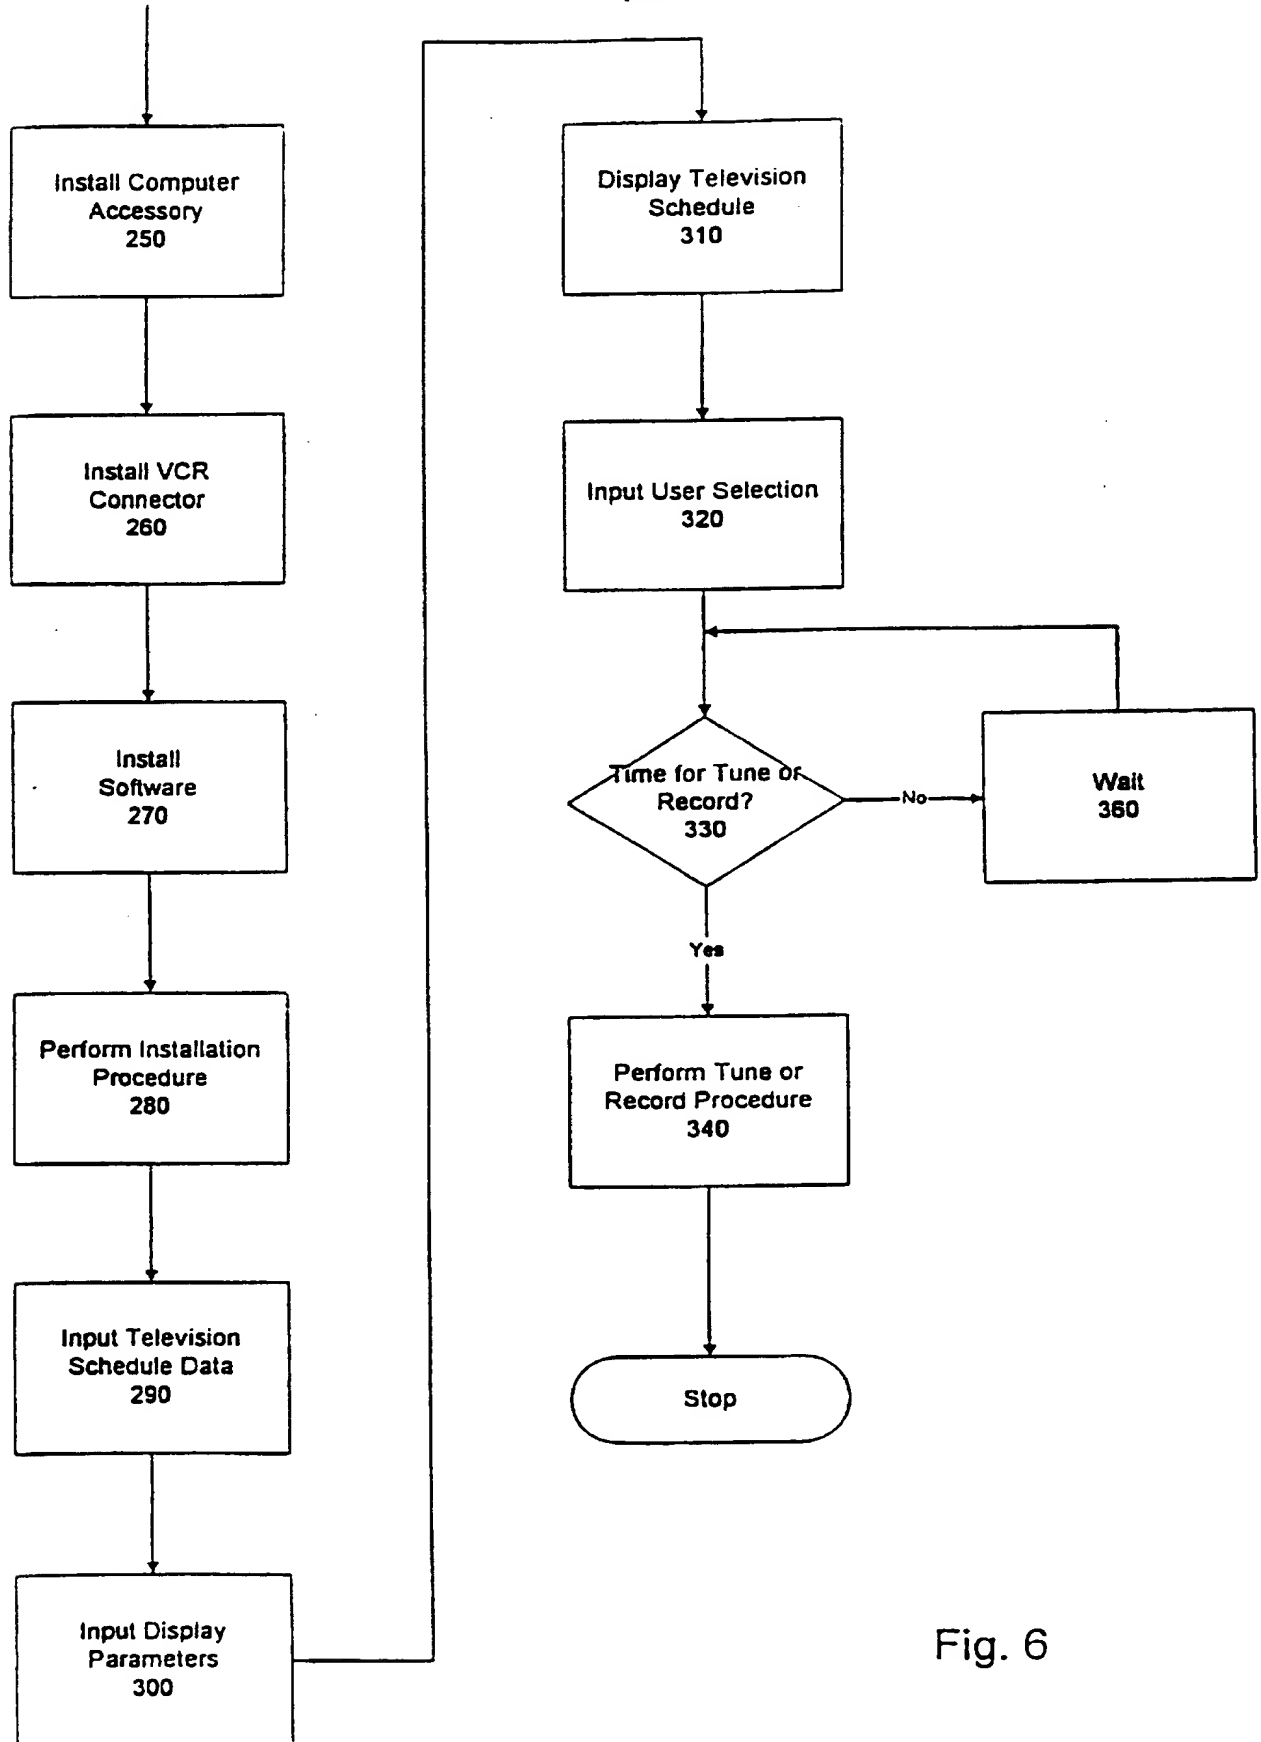 Install Computer
Accessory
250
Install VCR
Connector
260
Install
Software
270
Perform Installation
Procedure
280
Input Television
Schedule Data
290
Input Display
Parameters
300
Display Television
Schedule
310
Input User Selection
320
Time for Tune or
Record?
330
No
Wait
360
Yes
Perform Tune or
Record Procedure
340
Stop
Fig. 6